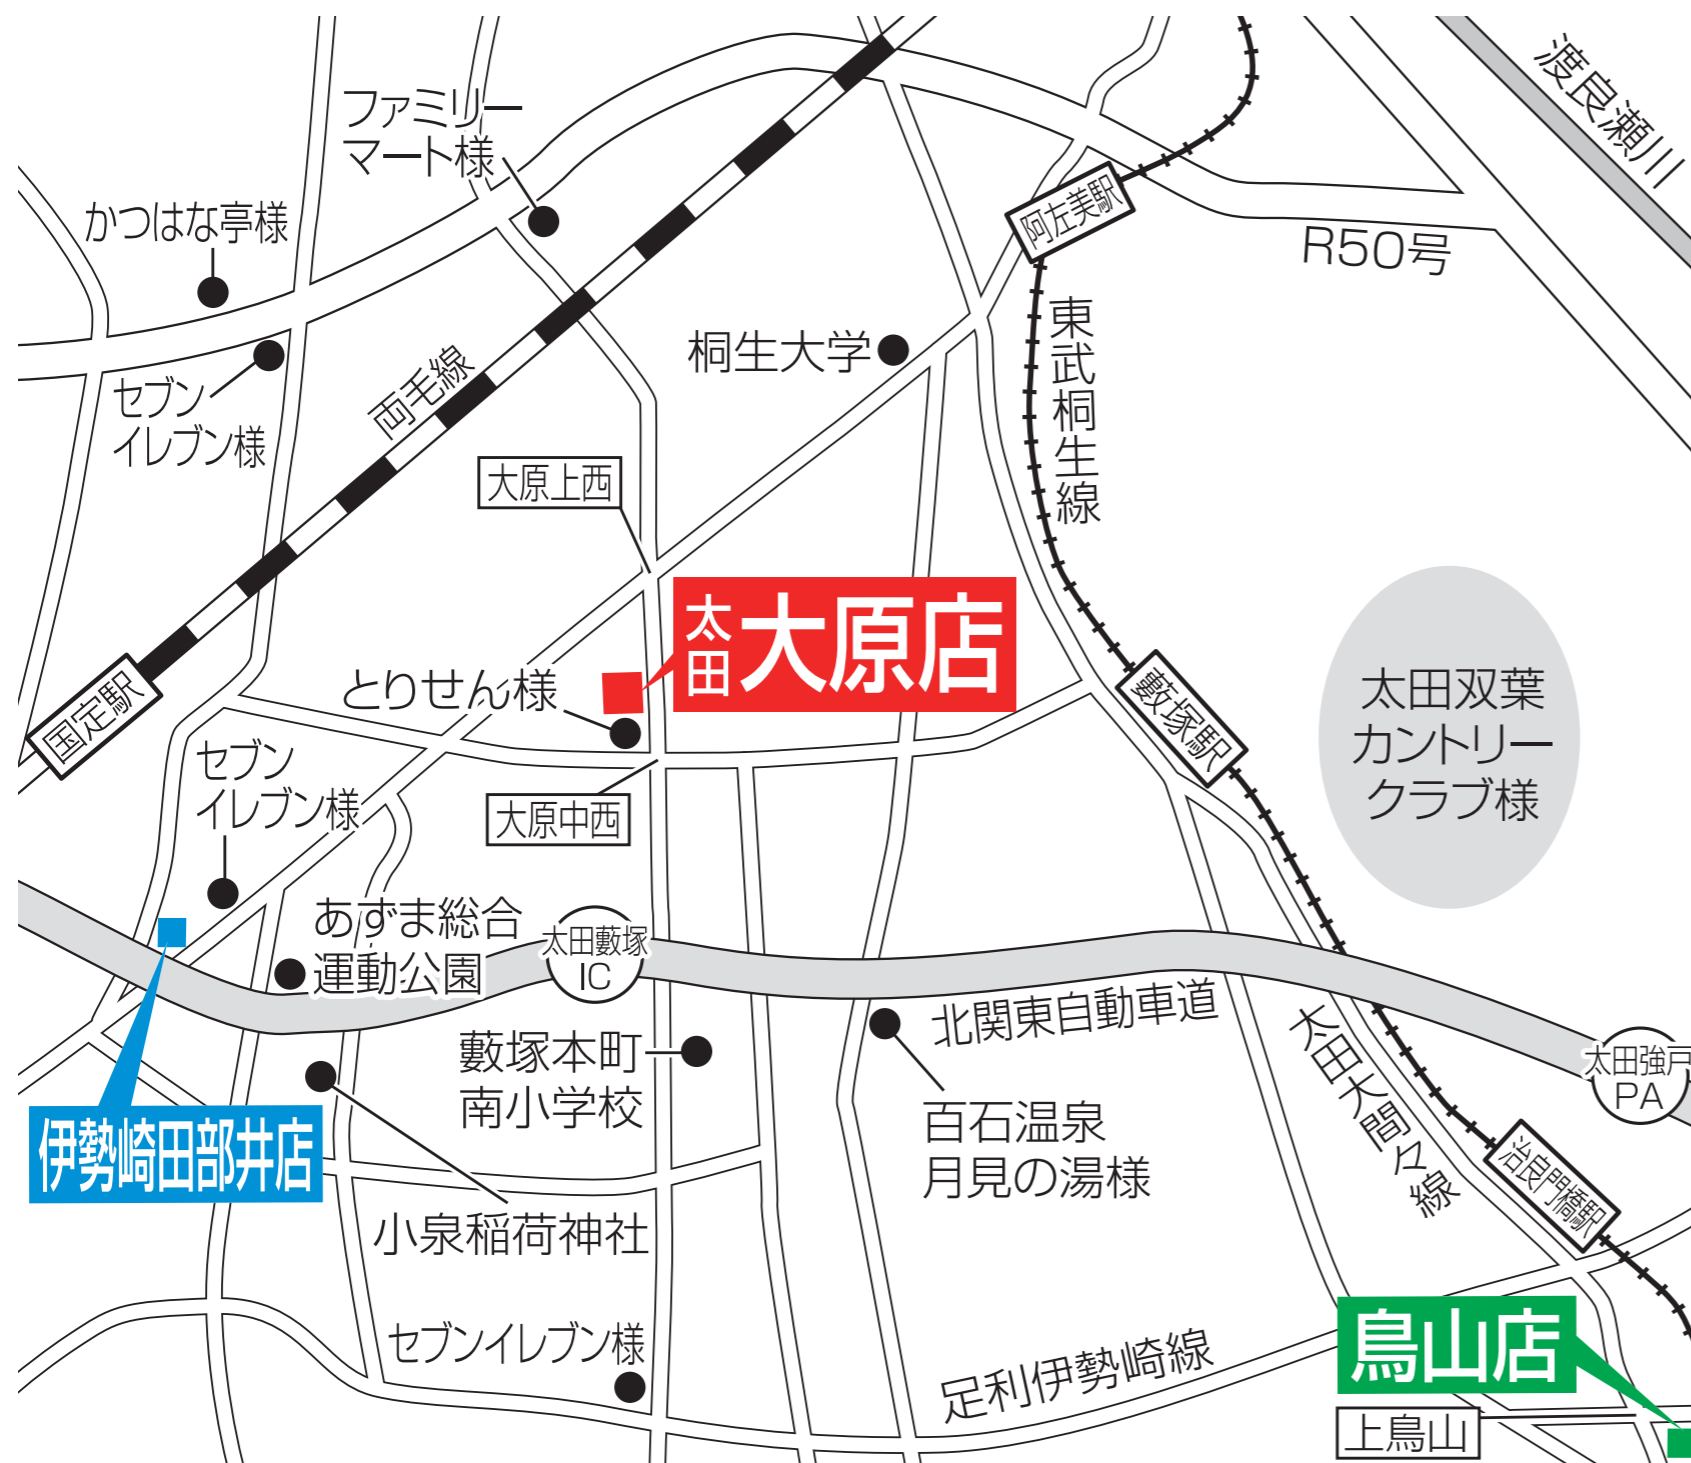 渡良瀬川
ファミリー
マート様
かつはな亭様
阿左美駅
R50号
セブン
イレブン様
両毛線
桐生大学
東武桐生線
大原上西
太田
大原店
とりせん様
国定駅
藪塚駅
太田双葉
カントリー
クラブ様
セブン
イレブン様
大原中西
あずま総合
運動公園
太田藪塚
IC
北関東自動車道
太田大間々線
太田強戸
PA
藪塚本町
南小学校
百石温泉
月見の湯様
伊勢崎田部井店
治良門橋駅
小泉稲荷神社
セブンイレブン様
足利伊勢崎線
鳥山店
上鳥山